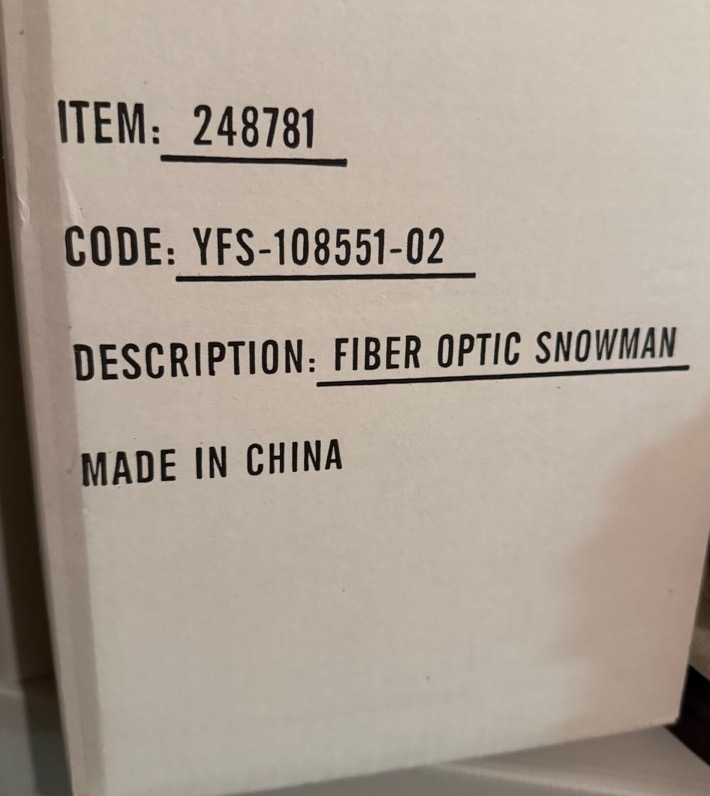 ITEM: 248781
CODE: YFS-108551-02
DESCRIPTION: FIBER OPTIC SNOWMAN
MADE IN CHINA